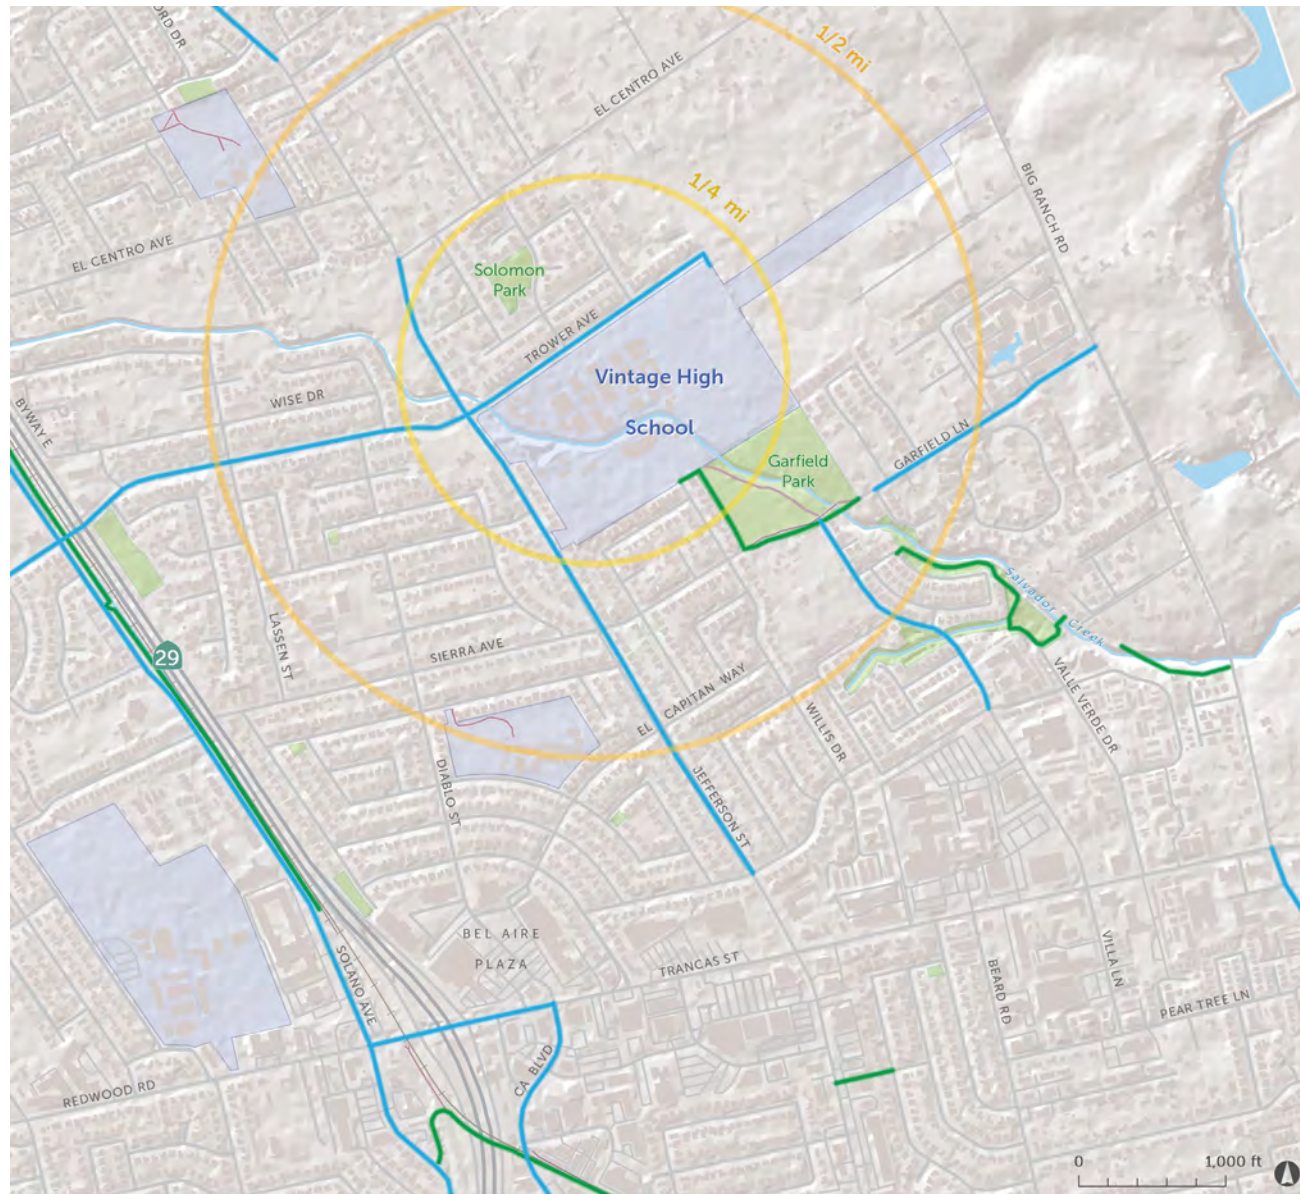 ORD DR
1/2 mi
EL CENTRO AVE
1/4 mi
BIG RANCH RD
EL CENTRO AVE
Solomon
Park
TROWER AVE
Vintage High
School
WISE DR
BYWAY E
GARFIELD LN
Garfield
Park
Salvador Creek
LASSEN ST
SIERRA AVE
29
EL CAPITAN WAY
WILLIS DR
VALLE VERDE DR
DIABLO ST
JEFFERSON ST
BEL AIRE
PLAZA
TRANCAS ST
SOLANO AVE
BEARD RD
VILLA LN
PEAR TREE LN
CA BLVD
REDWOOD RD
0 1,000 ft